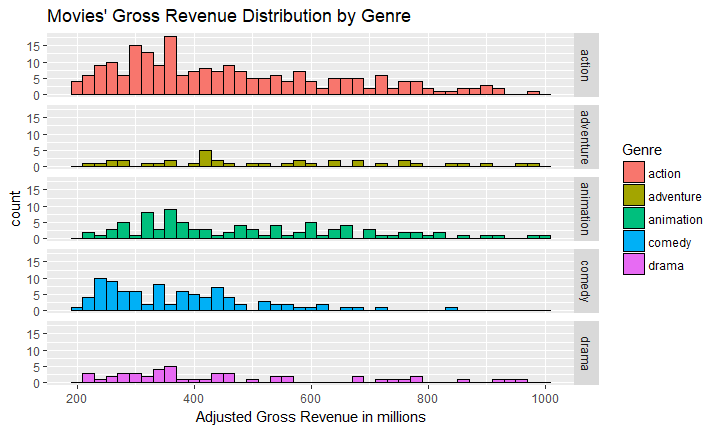 Movies' Gross Revenue Distribution by Genre
count
15
10
5
0
action
15
10
5
0
adventure
15
10
5
0
animation
15
10
5
0
comedy
15
10
5
0
drama
200 400 600 800 1000
Adjusted Gross Revenue in millions
Genre
action
adventure
animation
comedy
drama